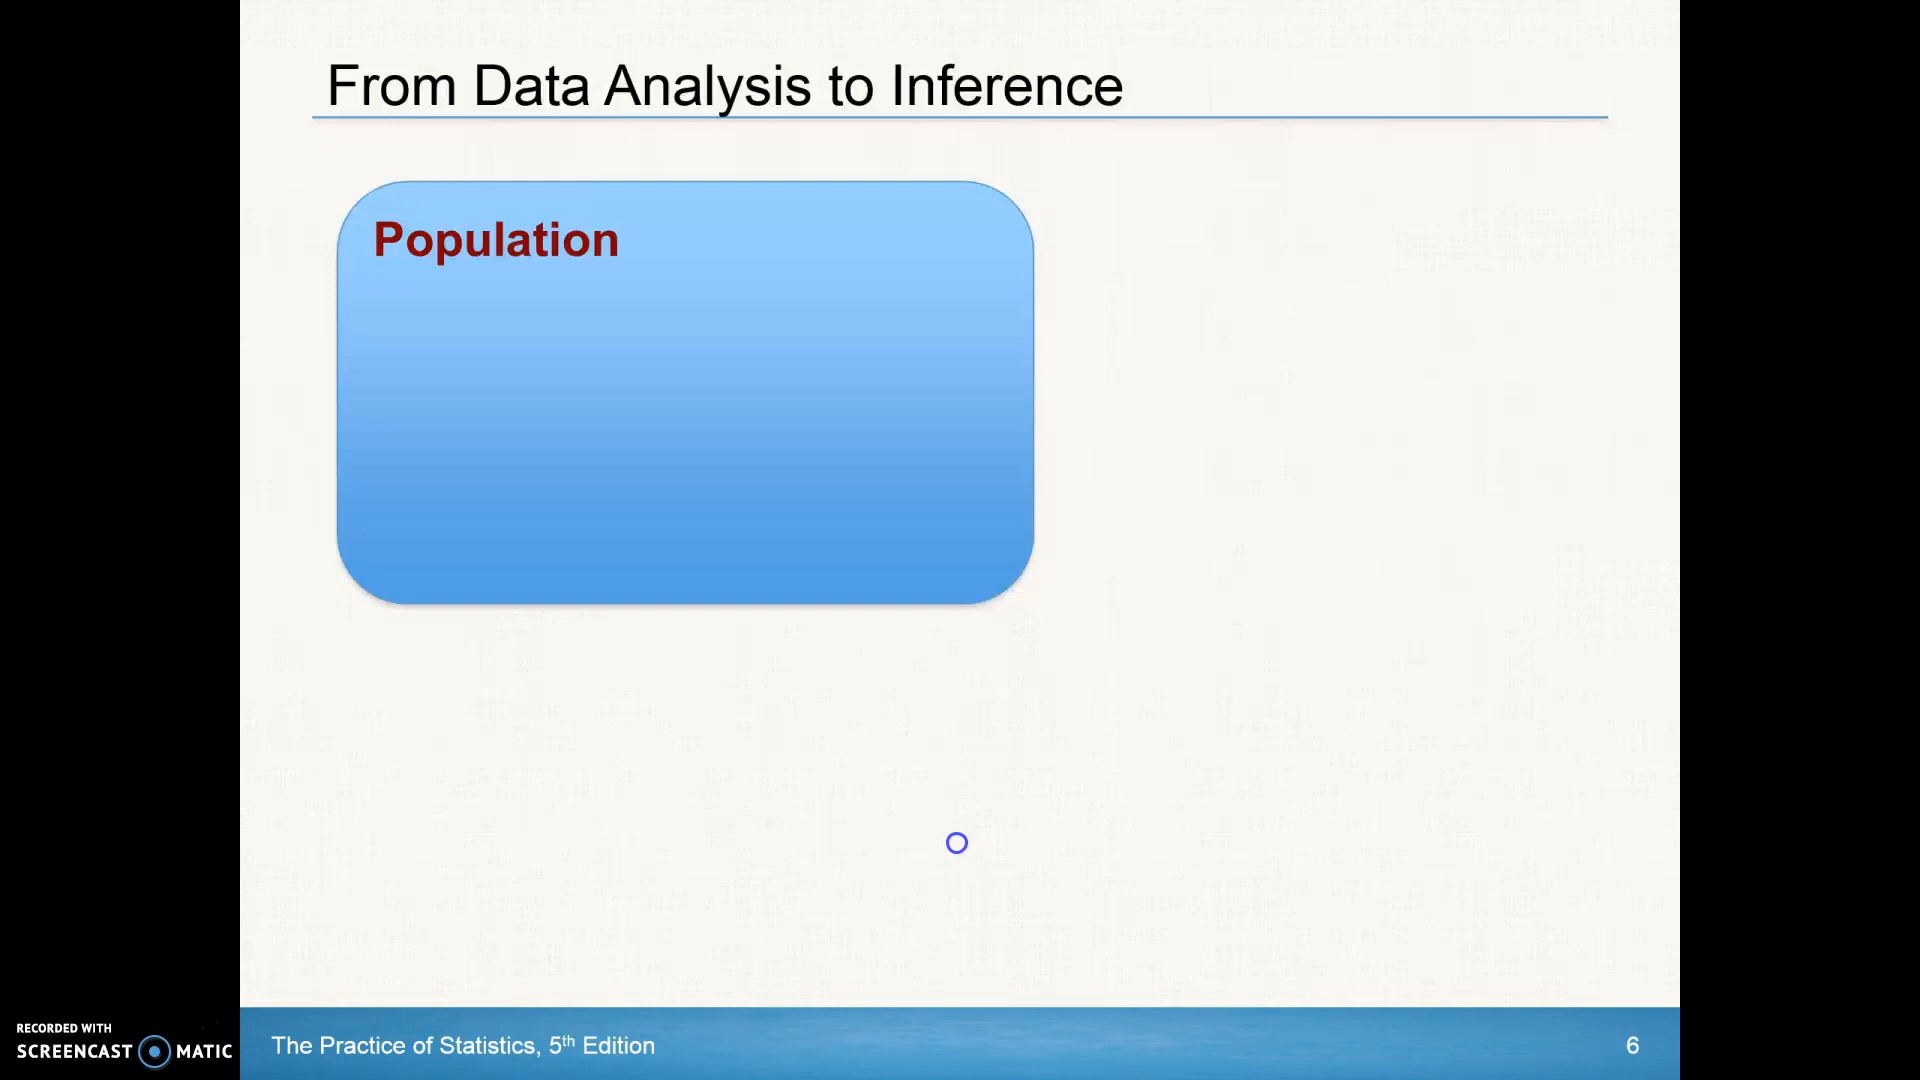 From Data Analysis to Inference
Population
RECORDED WITH
SCREENCAST MATIC
The Practice of Statistics, 5th Edition
6